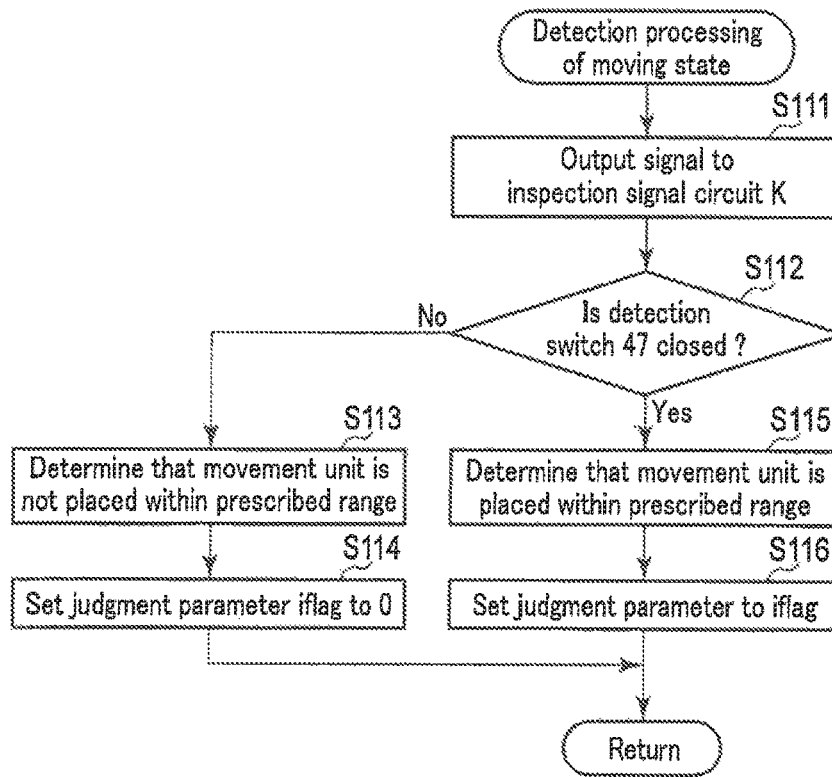 Detection processing
of moving state
S111
Output signal to
inspection signal circuit K
S112
Is detection
switch 47 closed ?
No
Yes
S113
Determine that movement unit is
not placed within prescribed range
S115
Determine that movement unit is
placed within prescribed range
S114
Set judgment parameter iflag to 0
S116
Set judgment parameter to iflag
Return